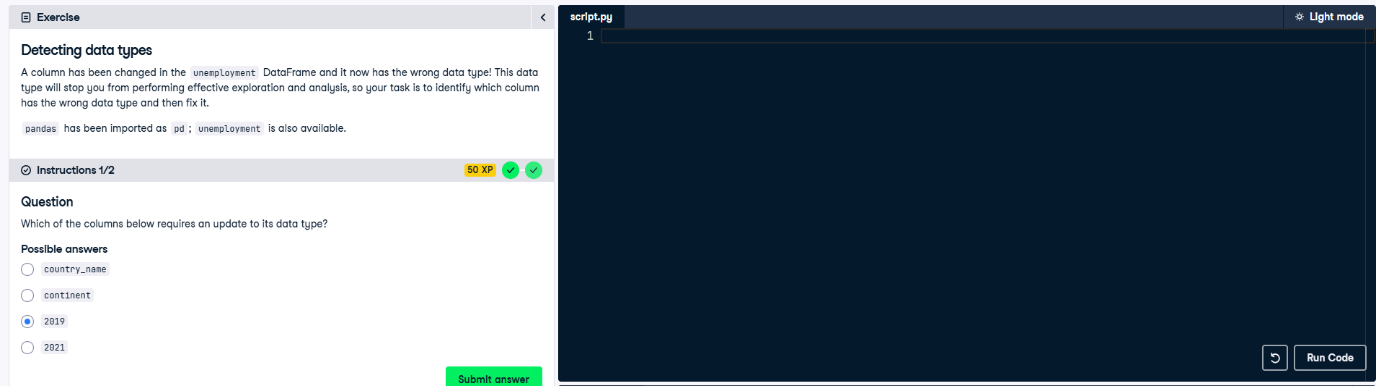 Exercise
Detecting data types
A column has been changed in the unemployment DataFrame and it now has the wrong data type! This data
type will stop you from performing effective exploration and analysis, so your task is to identify which column
has the wrong data type and then fix it.
pandas has been imported as pd ; unemployment is also available.
Instructions 1/2
50 XP
Question
Which of the columns below requires an update to its data type?
Possible answers
country_name
continent
2019
2021
Submit answer
script.py
Light mode
1
Run Code